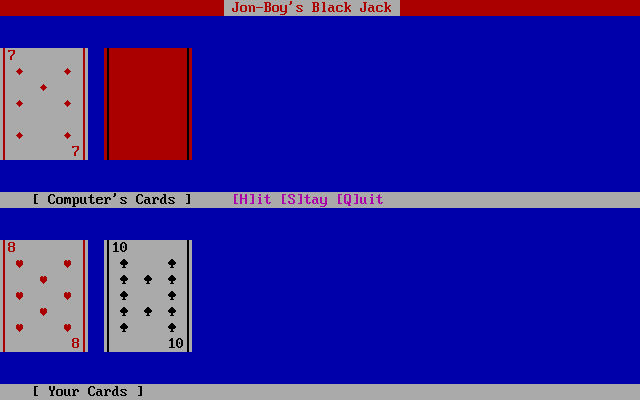 Jon-Boy's Black Jack
7
7
[ Computer's Cards ] [H]it [S]tay [Q]uit
8 10
8 10
[ Your Cards ]